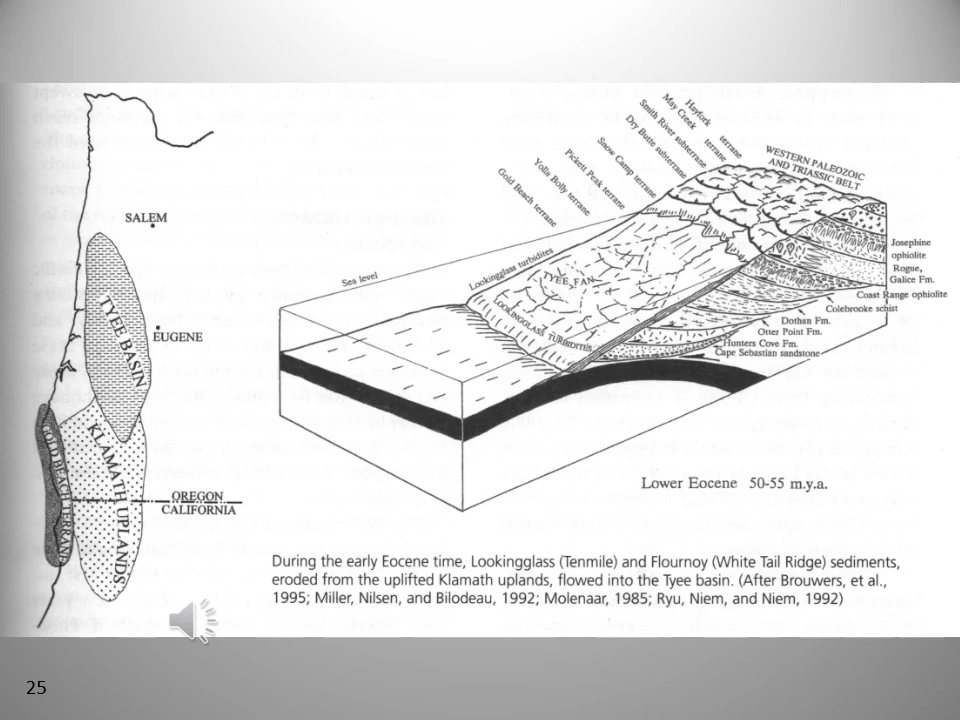 SALEM
TYEE BASIN
EUGENE
KLAMATH UPLANDS
GOLD BEACH TERRANE
OREGON
CALIFORNIA
Hayfork terrane
May Creek terrane
Smith River subterrane
Dry Butte subterrane
Snow Camp terrane
Pickett Peak terrane
Yolla Bolly terrane
Gold Beach terrane
WESTERN PALEOZOIC
AND TRIASSIC BELT
Sea level
Lookingglass turbidites
TYEE FAN
LOOKINGGLASS TURBIDITES
Josephine
ophiolite
Rogue,
Galice Fm.
Coast Range ophiolite
Colebrooke schist
Dothan Fm.
Otter Point Fm.
Hunters Cove Fm.
Cape Sebastian sandstone
Lower Eocene 50-55 m.y.a.
During the early Eocene time, Lookingglass (Tenmile) and Flournoy (White Tail Ridge) sediments,
eroded from the uplifted Klamath uplands, flowed into the Tyee basin. (After Brouwers, et al.,
1995; Miller, Nilsen, and Bilodeau, 1992; Molenaar, 1985; Ryu, Niem, and Niem, 1992)
25